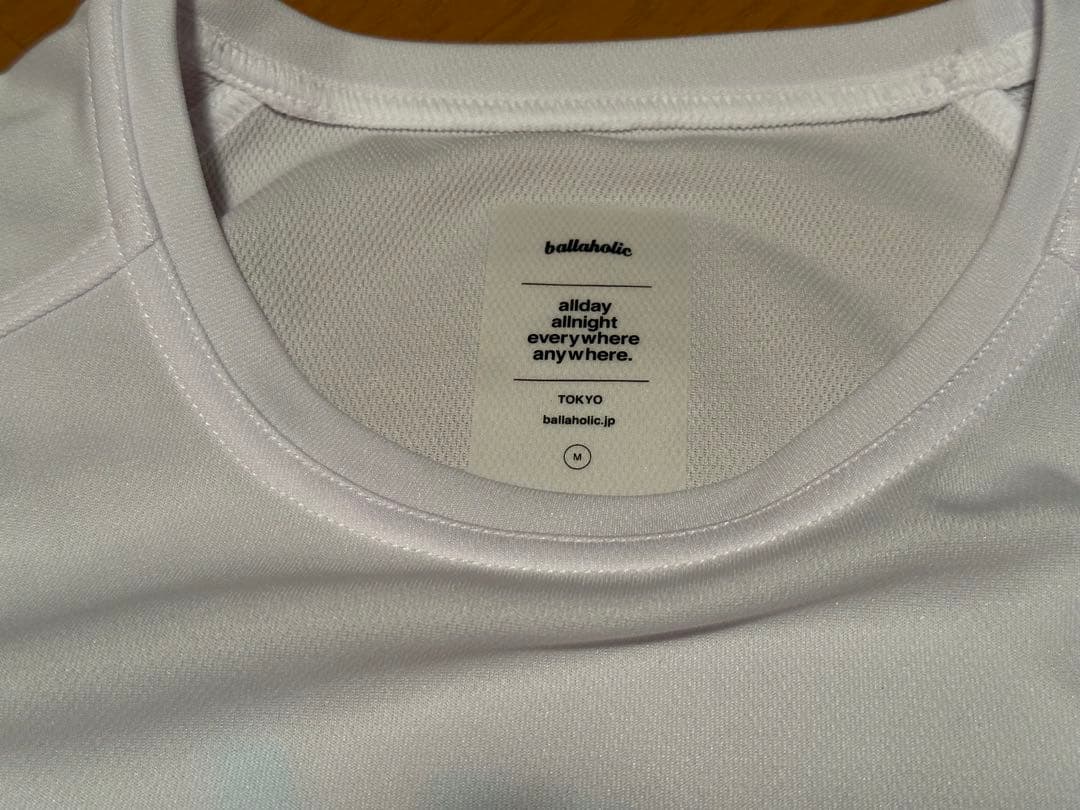 ballaholic
allday
allnight
everywhere
anywhere.
TOKYO
ballaholic.jp
M